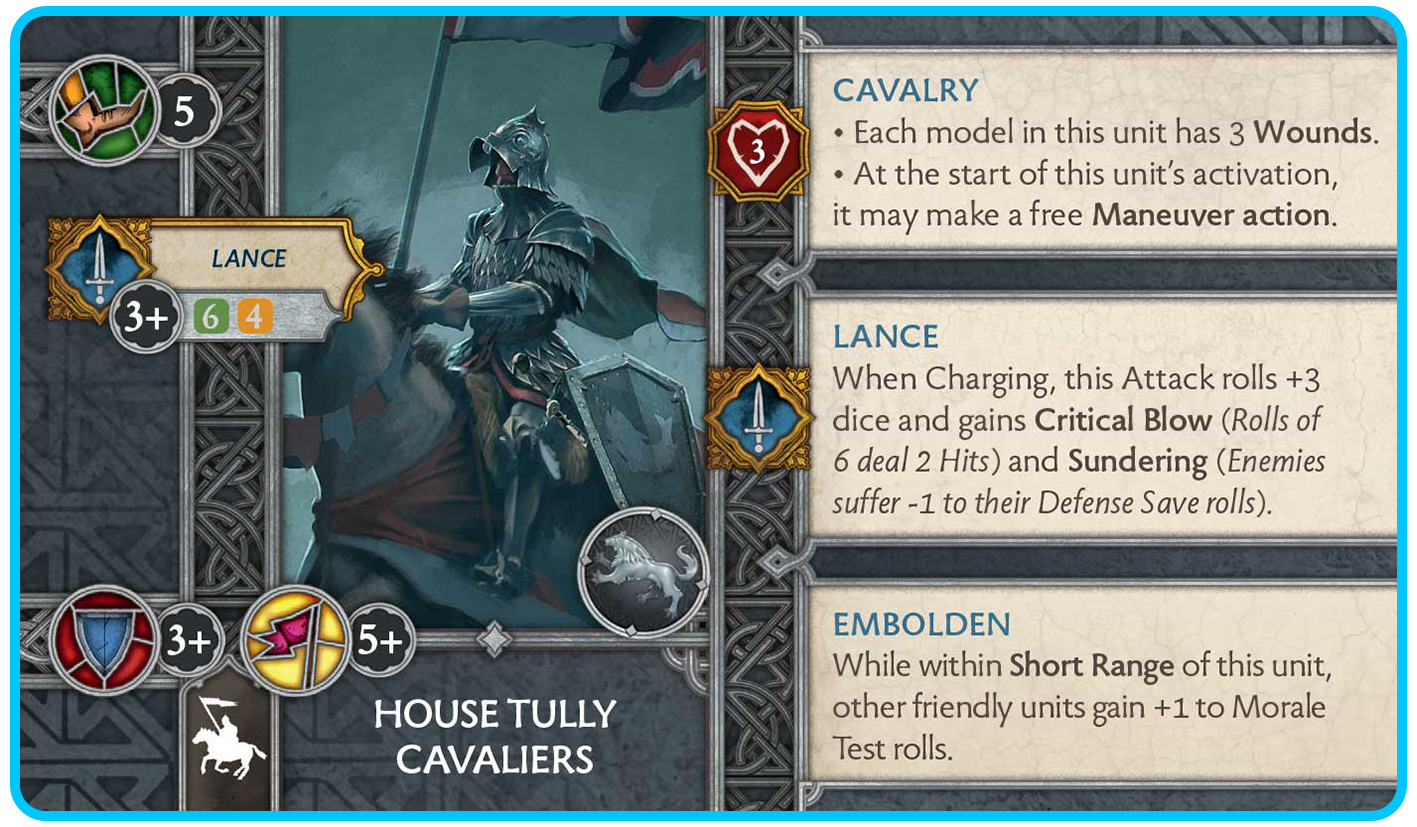 5
LANCE
3+ 6 4
3+ 5+
HOUSE TULLY
CAVALIERS
3
CAVALRY
• Each model in this unit has 3 Wounds.
• At the start of this unit's activation,
it may make a free Maneuver action.
LANCE
When Charging, this Attack rolls +3
dice and gains Critical Blow (Rolls of
6 deal 2 Hits) and Sundering (Enemies
suffer -1 to their Defense Save rolls).
EMBOLDEN
While within Short Range of this unit,
other friendly units gain +1 to Morale
Test rolls.